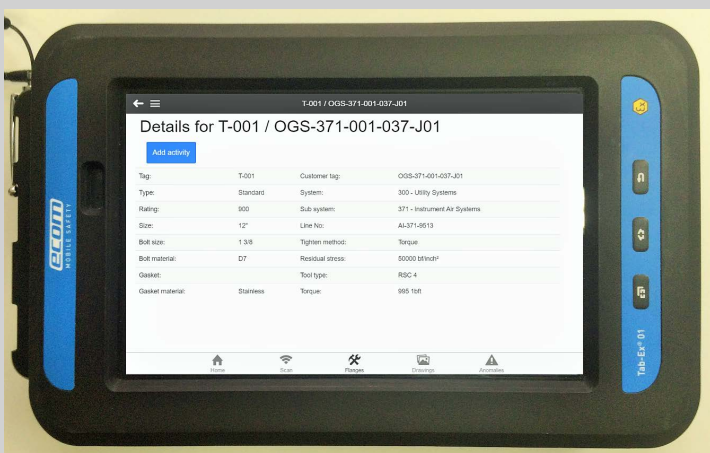 T-001 / OGS-371-001-037-J01
Details for T-001 / OGS-371-001-037-J01
Add activity
Tag: T-001 Customer tag: OGS-371-001-037-J01
Type: Standard System: 300 - Utility Systems
Rating: 900 Sub system: 371 - Instrument Air Systems
Size: 12" Line No: AI-371-9513
Bolt size: 1 3/8 Tighten method: Torque
Bolt material: D7 Residual stress: 50000 bf/inch²
Gasket: Tool type: RSC 4
Gasket material: Stainless Torque: 995 1bft
Home Scan Flanges Drawings Anomalies
ecom
MOBILE SAFETY
Tab-Ex® 01